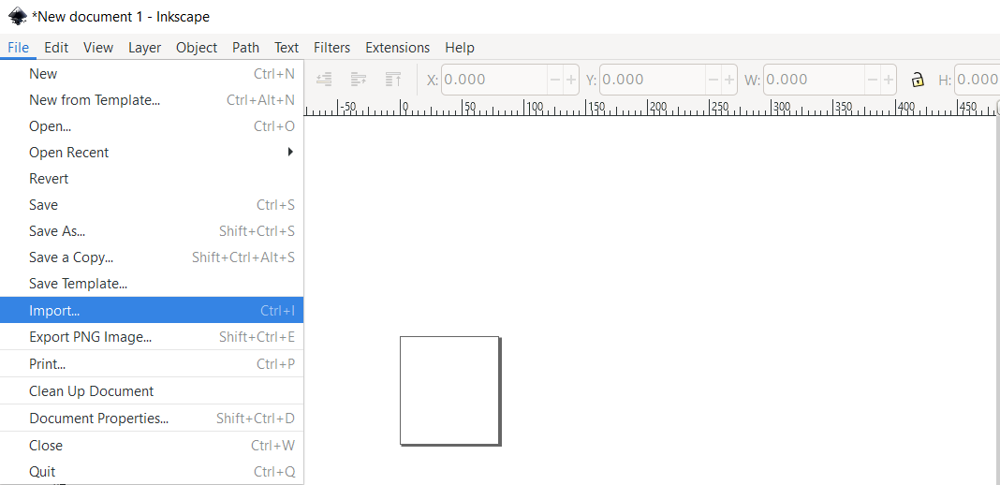 *New document 1 - Inkscape
File Edit View Layer Object Path Text Filters Extensions Help
New Ctrl+N
New from Template... Ctrl+Alt+N
Open... Ctrl+O
Open Recent
Revert
Save Ctrl+S
Save As... Shift+Ctrl+S
Save a Copy... Shift+Ctrl+Alt+S
Save Template...
Import... Ctrl+I
Export PNG Image... Shift+Ctrl+E
Print... Ctrl+P
Clean Up Document
Document Properties... Shift+Ctrl+D
Close Ctrl+W
Quit Ctrl+Q
X: 0.000 Y: 0.000 W: 0.000 H: 0.000
-50 0 50 100 150 200 250 300 350 400 450